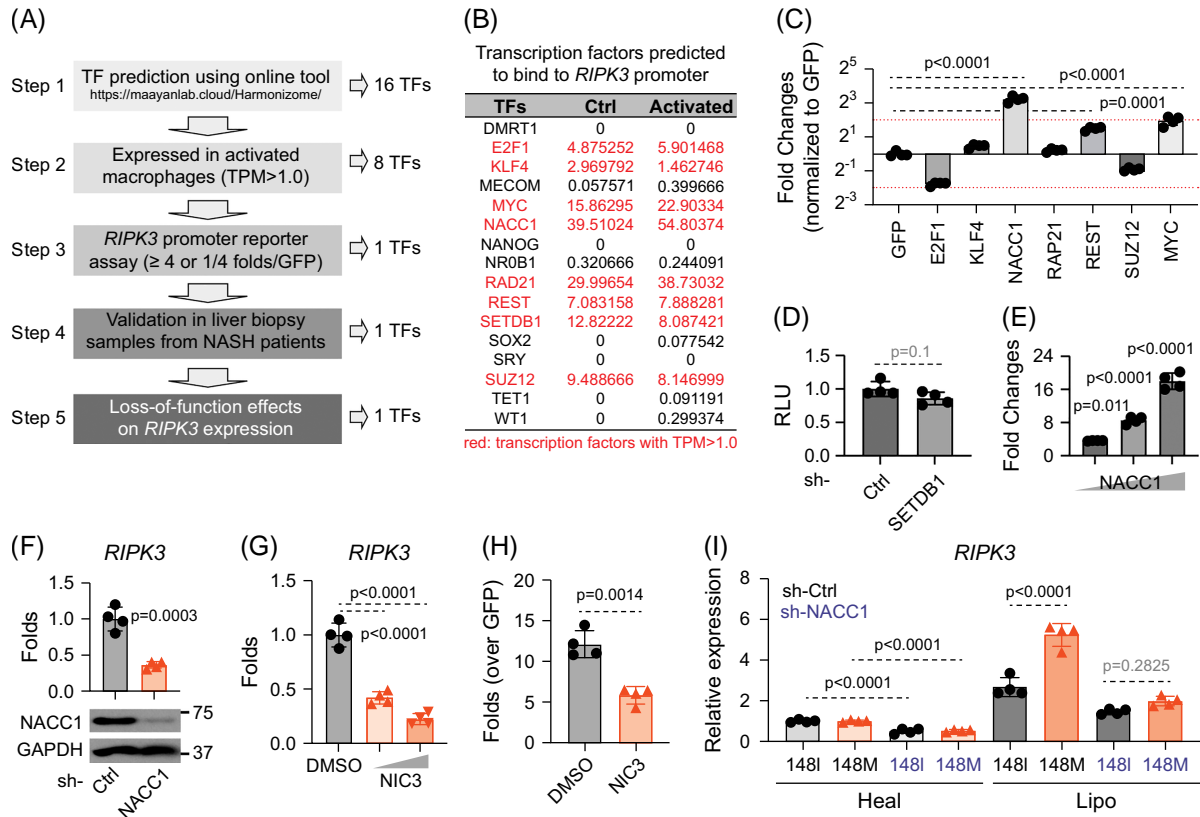 (A)
Step 1
TF prediction using online tool
https://maayanlab.cloud/Harmonizome/
16 TFs
Step 2
Expressed in activated
macrophages (TPM>1.0)
8 TFs
Step 3
RIPK3 promoter reporter
assay (≥ 4 or 1/4 folds/GFP)
1 TFs
Step 4
Validation in liver biopsy
samples from NASH patients
1 TFs
Step 5
Loss-of-function effects
on RIPK3 expression
1 TFs
(B)
Transcription factors predicted
to bind to RIPK3 promoter
TFs Ctrl Activated
DMRT1 0 0
E2F1 4.875252 5.901468
KLF4 2.969792 1.462746
MECOM 0.057571 0.399666
MYC 15.86295 22.90334
NACC1 39.51024 54.80374
NANOG 0 0
NR0B1 0.320666 0.244091
RAD21 29.99654 38.73032
REST 7.083158 7.888281
SETDB1 12.82222 8.087421
SOX2 0 0.077542
SRY 0 0
SUZ12 9.488666 8.146999
TET1 0 0.091191
WT1 0 0.299374
red: transcription factors with TPM>1.0
(C)
Fold Changes
(normalized to GFP)
2^5
2^3
2^1
2^-1
2^-3
p<0.0001
p<0.0001
p=0.0001
GFP
E2F1
KLF4
NACC1
RAP21
REST
SUZ12
MYC
(D)
RLU
1.5
1.0
0.5
0.0
p=0.1
sh-
Ctrl
SETDB1
(E)
Fold Changes
24
16
8
0
p=0.011
p<0.0001
p<0.0001
NACC1
(F)
RIPK3
Folds
1.5
1.0
0.5
0.0
p=0.0003
NACC1
75
GAPDH
37
sh-
Ctrl
NACC1
(G)
RIPK3
Folds
1.5
1.0
0.5
0.0
p<0.0001
p<0.0001
DMSO
NIC3
(H)
Folds (over GFP)
20
15
10
5
0
p=0.0014
DMSO
NIC3
(I)
RIPK3
Relative expression
8
6
4
2
0
sh-Ctrl
sh-NACC1
p<0.0001
p<0.0001
p<0.0001
p=0.2825
148I
148M
148I
148M
148I
148M
148I
148M
Heal
Lipo